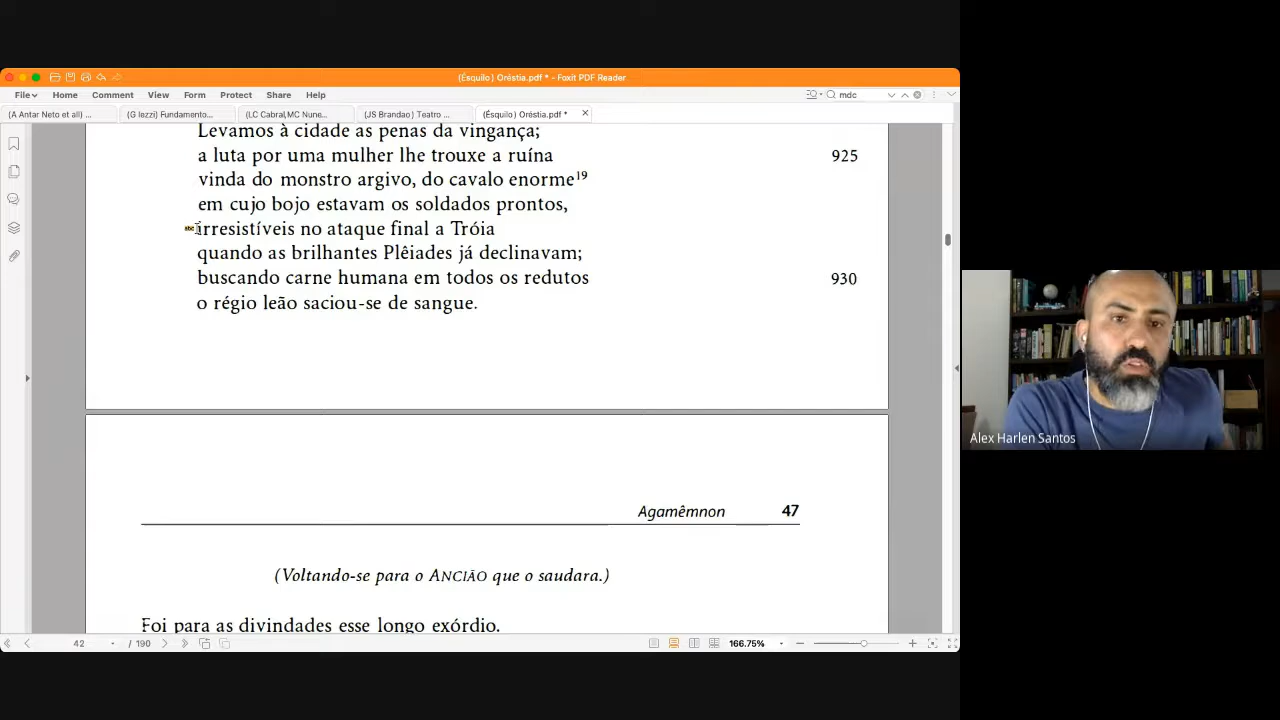 (Ésquilo) Oréstia.pdf * - Foxit PDF Reader
File Home Comment View Form Protect Share Help
mdc
(A Antar Neto et all) ...
(G Iezzi) Fundamento...
(LC Cabral,MC Nune...
(JS Brandao) Teatro ...
(Ésquilo) Oréstia.pdf *
Levamos à cidade as penas da vingança;
a luta por uma mulher lhe trouxe a ruína 925
vinda do monstro argivo, do cavalo enorme19
em cujo bojo estavam os soldados prontos,
irresistíveis no ataque final a Tróia
quando as brilhantes Plêiades já declinavam;
buscando carne humana em todos os redutos 930
o régio leão saciou-se de sangue.
Agamêmnon 47
(Voltando-se para o ANCIÃO que o saudara.)
Foi para as divindades esse longo exórdio.
42 / 190
166.75%
Alex Harlen Santos